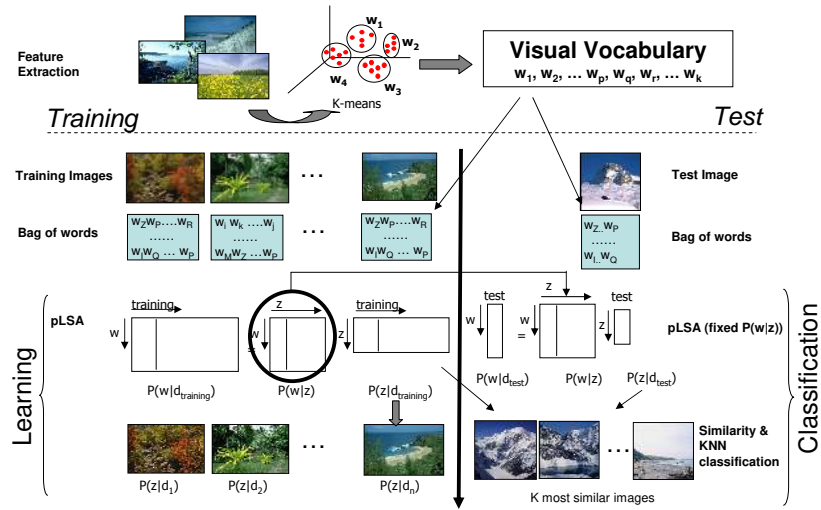 Feature
Extraction
w1
w2
w4
w3
K-means
Visual Vocabulary
w1, w2, ... wp, wq, wr, ... wk
Training
Test
Training Images
...
Test Image
Bag of words
wZwP....wR
......
wIwQ ... wP
wi wk ....wj
......
wMwZ ...wP
...
wZwP....wR
......
wIwQ ... wP
wZ..wP
......
wI..wQ
Bag of words
Learning
pLSA
training
w
=
z
w
training
z
test
w
=
z
w
test
z
pLSA (fixed P(w|z))
Classification
P(w|dtraining)
P(w|z)
P(z|dtraining)
P(w|dtest)
P(w|z)
P(z|dtest)
...
...
Similarity &
KNN
classification
P(z|d1)
P(z|d2)
P(z|dn)
K most similar images